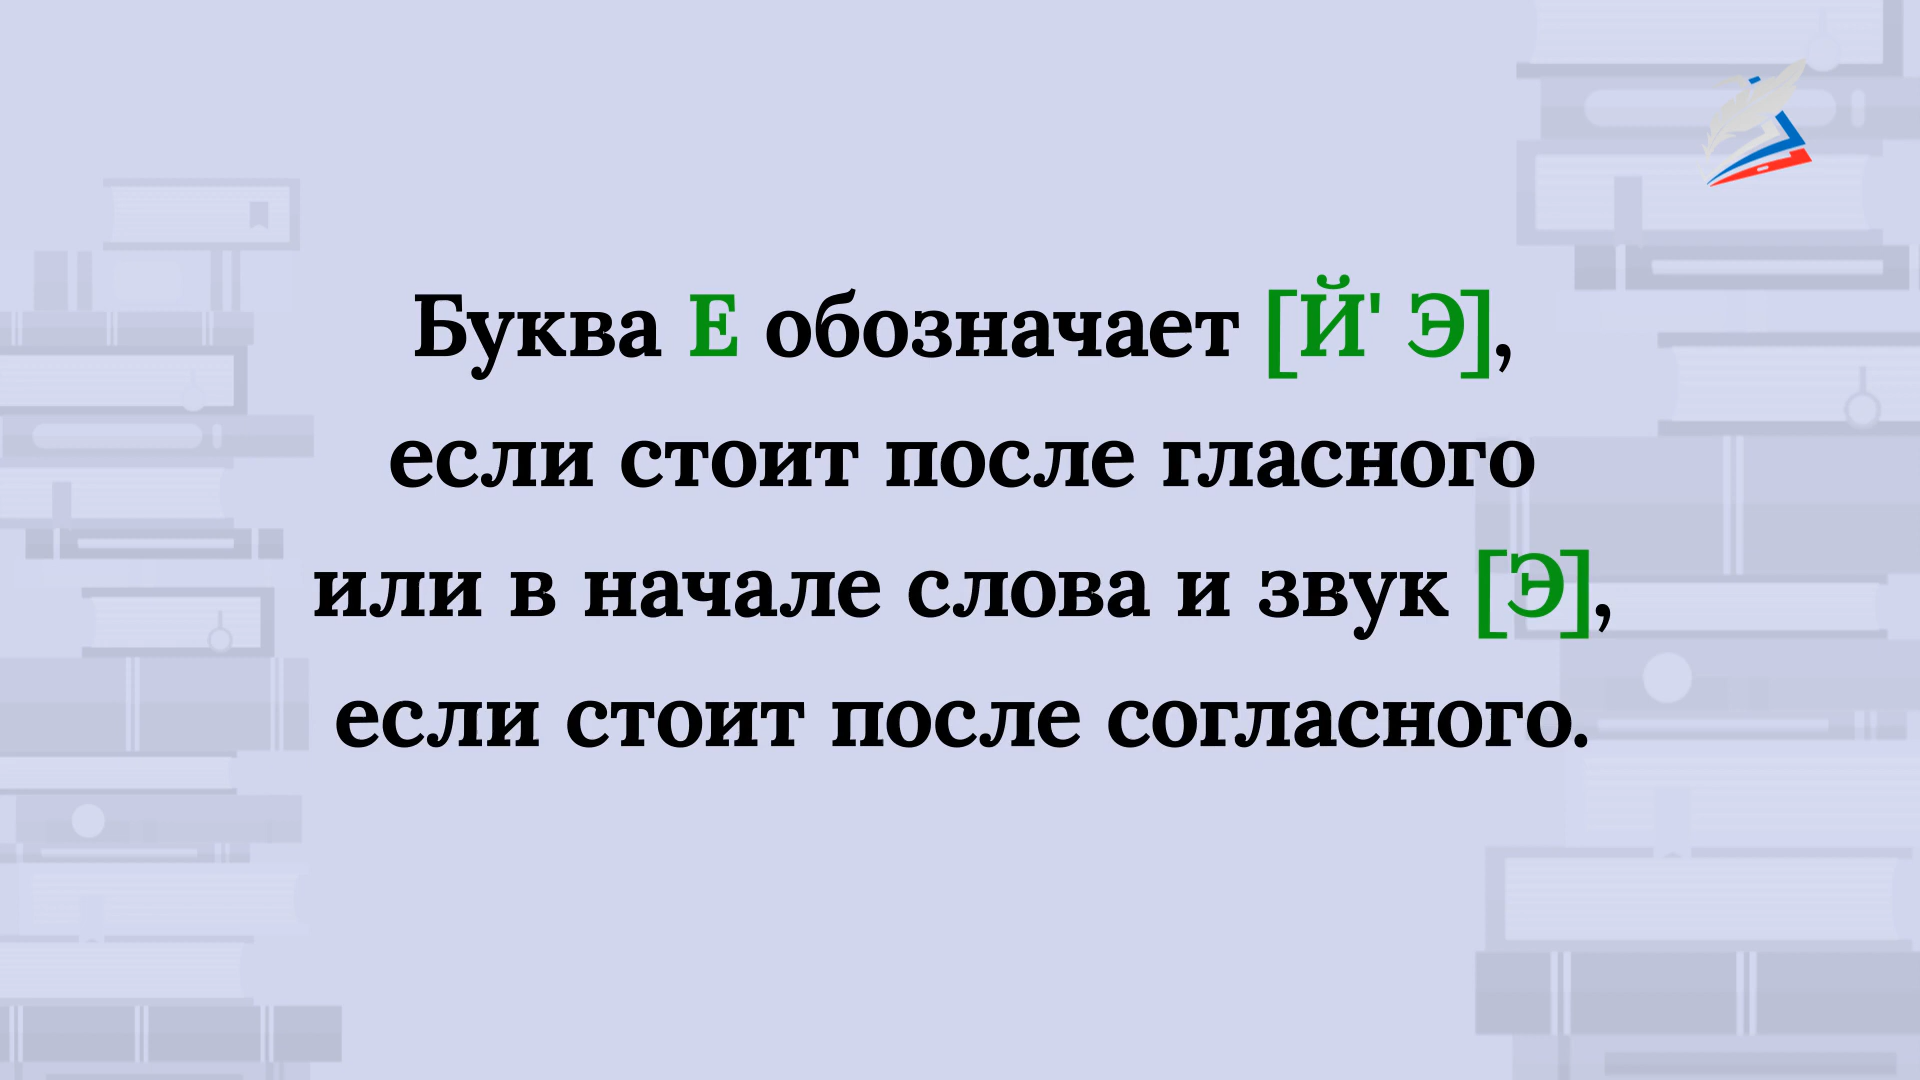 Буква Е обозначает [Й' Э],
если стоит после гласного
или в начале слова и звук [Э],
если стоит после согласного.